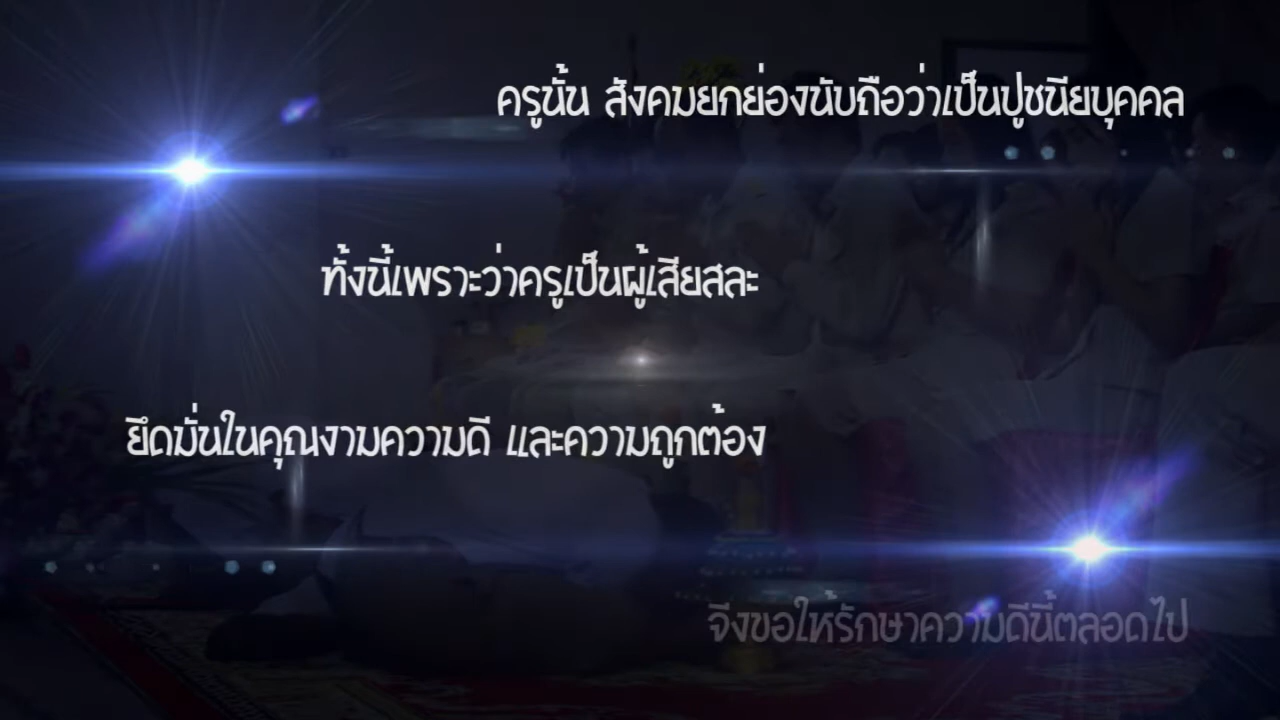 ครูนั้น สังคมยกย่องนับถือว่าเป็นปูชนียบุคคล
ทั้งนี้เพราะว่าครูเป็นผู้เสียสละ
ยึดมั่นในคุณงามความดี และความถูกต้อง
จึงขอให้รักษาความดีนี้ตลอดไป